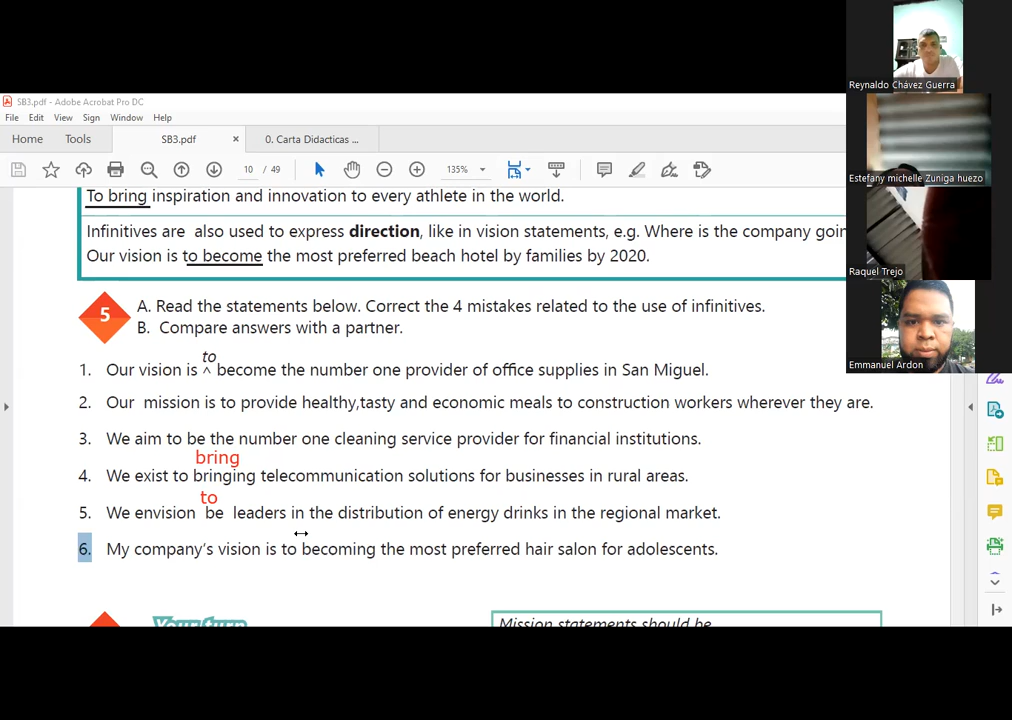 SB3.pdf - Adobe Acrobat Pro DC
File Edit View Sign Window Help
Home Tools SB3.pdf × 0. Carta Didacticas ...
10 / 49 135%
To bring inspiration and innovation to every athlete in the world.
Infinitives are also used to express direction, like in vision statements, e.g. Where is the company goin
Our vision is to become the most preferred beach hotel by families by 2020.
5
A. Read the statements below. Correct the 4 mistakes related to the use of infinitives.
B. Compare answers with a partner.
to
1. Our vision is ^ become the number one provider of office supplies in San Miguel.
2. Our mission is to provide healthy,tasty and economic meals to construction workers wherever they are.
3. We aim to be the number one cleaning service provider for financial institutions.
bring
4. We exist to bringing telecommunication solutions for businesses in rural areas.
to
5. We envision be leaders in the distribution of energy drinks in the regional market.
6. My company's vision is to becoming the most preferred hair salon for adolescents.
Your turn
Mission statements should be
Reynaldo Chávez Guerra
Estefany michelle Zuniga huezo
Raquel Trejo
Emmanuel Ardon